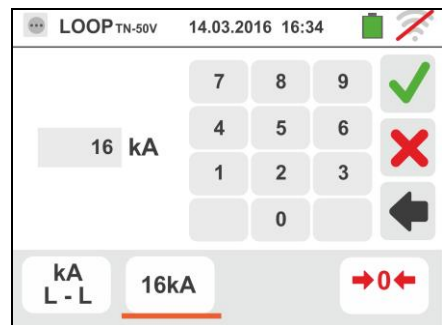 LOOP TN-50V 14.03.2016 16:34
7 8 9
4 5 6
16 kA
1 2 3
0
kA
L - L
16kA
➔0←